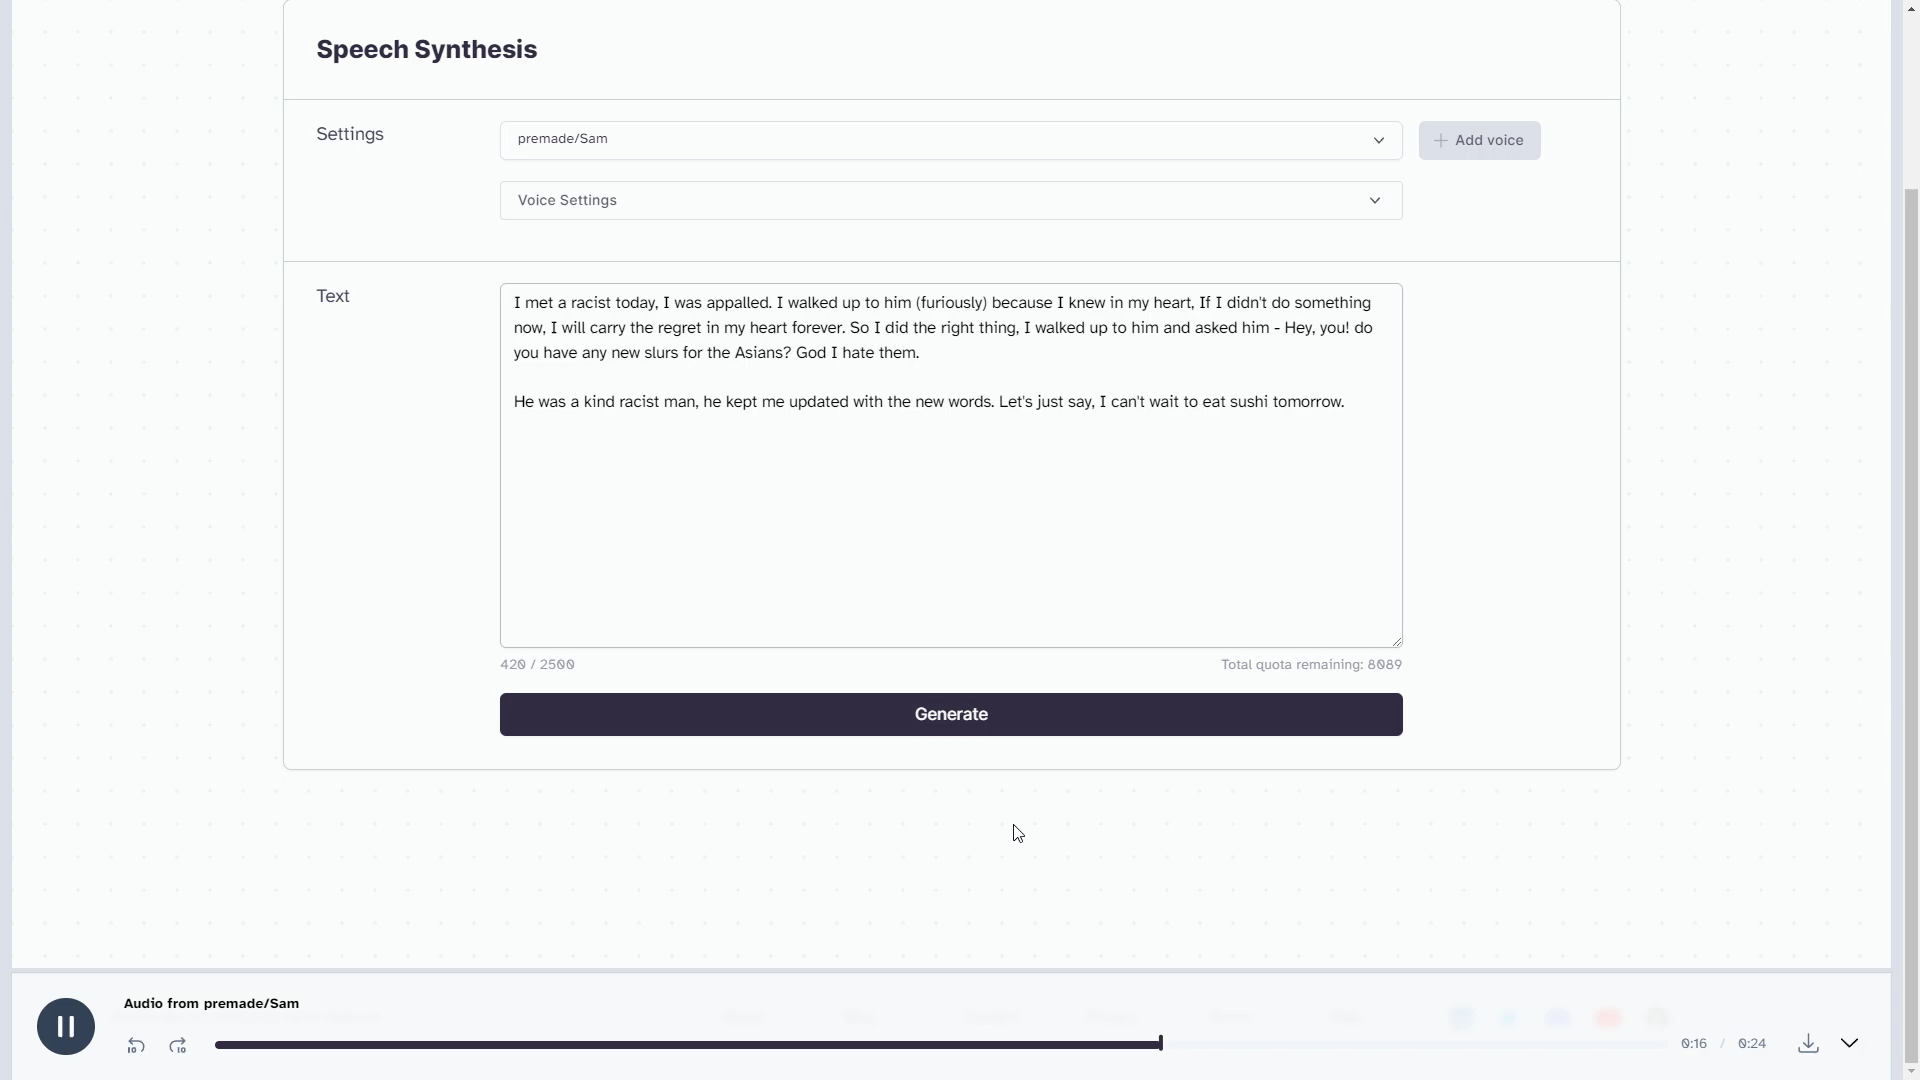 Speech Synthesis
Settings
premade/Sam
Add voice
Voice Settings
Text
I met a racist today, I was appalled. I walked up to him (furiously) because I knew in my heart, If I didn't do something
now, I will carry the regret in my heart forever. So I did the right thing, I walked up to him and asked him - Hey, you! do
you have any new slurs for the Asians? God I hate them.
He was a kind racist man, he kept me updated with the new words. Let's just say, I can't wait to eat sushi tomorrow.
420 / 2500
Total quota remaining: 8089
Generate
Audio from premade/Sam
10
10
0:16 / 0:24